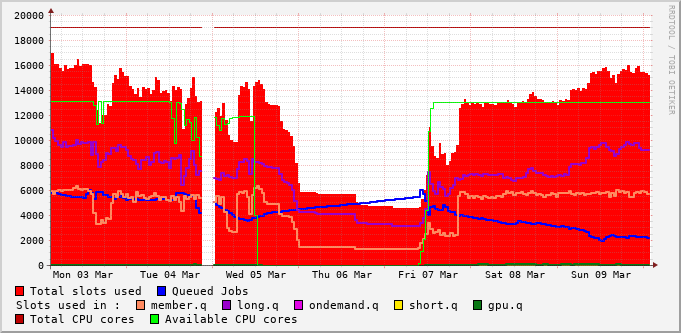 20000
18000
16000
14000
12000
10000
8000
6000
4000
2000
0
Mon 03 Mar Tue 04 Mar Wed 05 Mar Thu 06 Mar Fri 07 Mar Sat 08 Mar Sun 09 Mar
Total slots used Queued Jobs
Slots used in : member.q long.q ondemand.q short.q gpu.q
Total CPU cores Available CPU cores
RRDTOOL / TOBI OETIKER